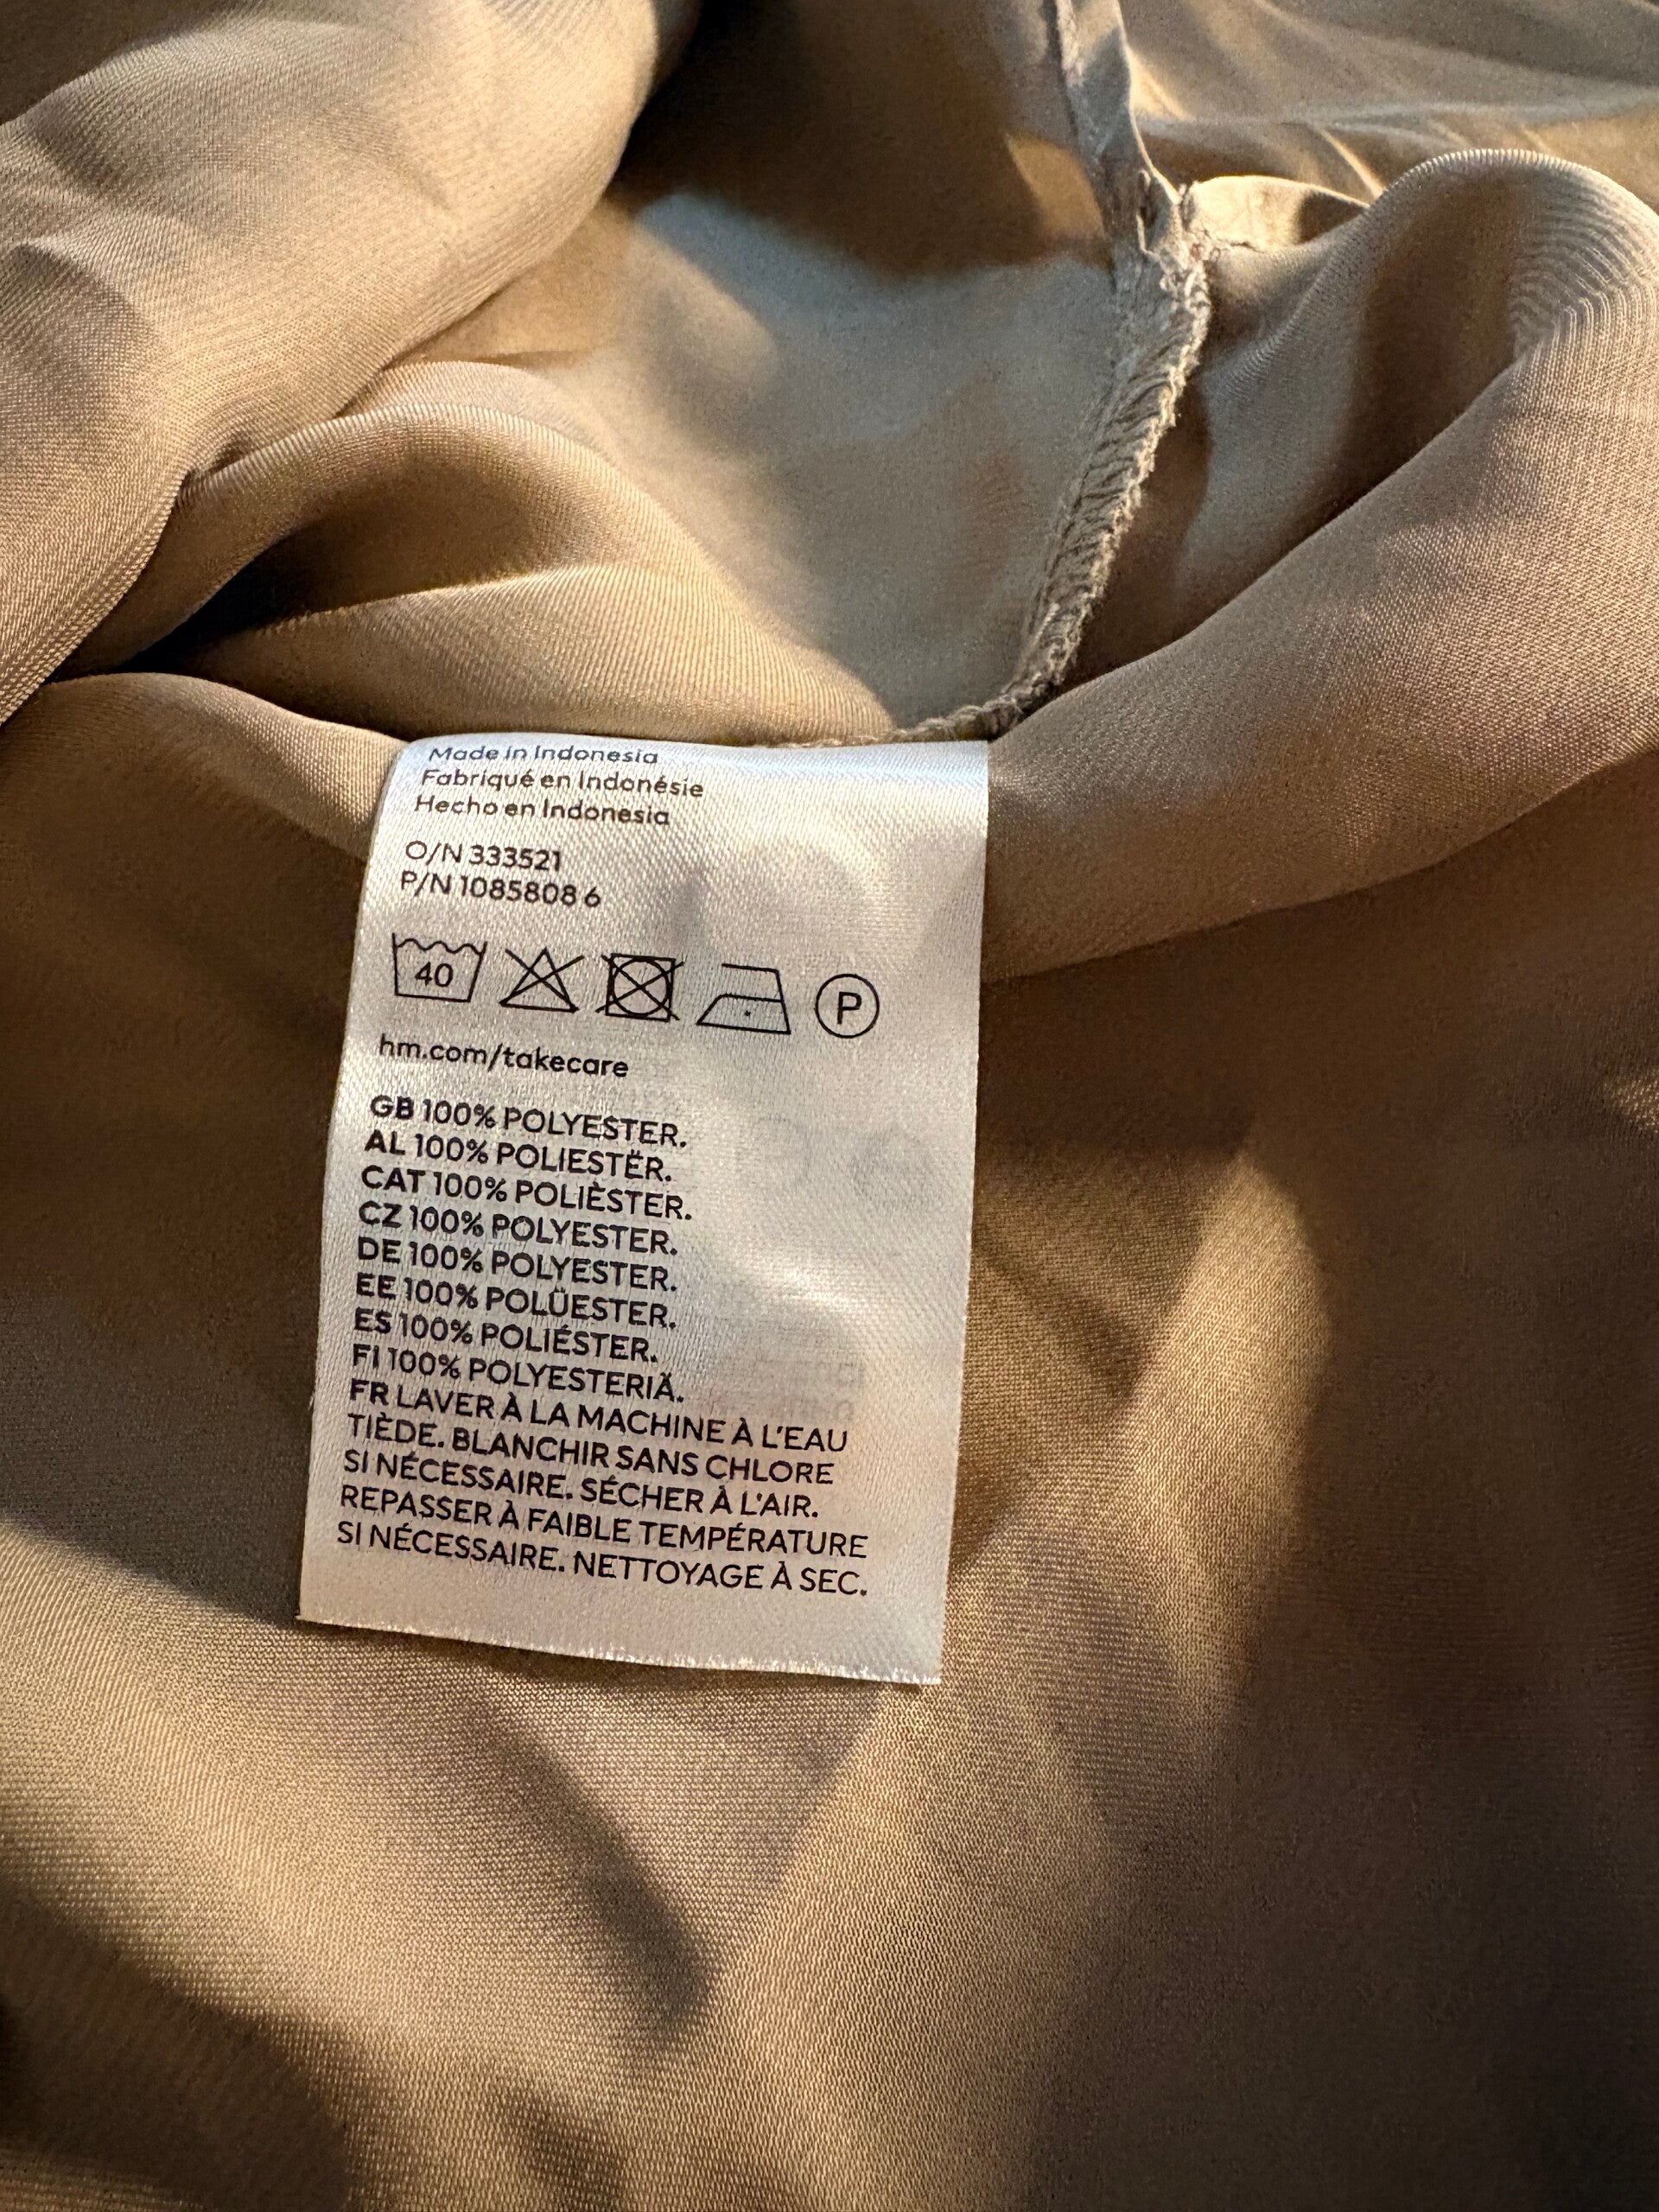 Made in Indonesia
Fabriqué en Indonésie
Hecho en Indonesia
O/N 333521
P/N 1085808 6
40 P
hm.com/takecare
GB 100% POLYESTER.
AL 100% POLIESTËR.
CAT 100% POLIÈSTER.
CZ 100% POLYESTER.
DE 100% POLYESTER.
EE 100% POLÜESTER.
ES 100% POLIÉSTER.
FI 100% POLYESTERIÄ.
FR LAVER À LA MACHINE À L'EAU
TIÈDE. BLANCHIR SANS CHLORE
SI NÉCESSAIRE. SÉCHER À L'AIR.
REPASSER À FAIBLE TEMPÉRATURE
SI NÉCESSAIRE. NETTOYAGE À SEC.